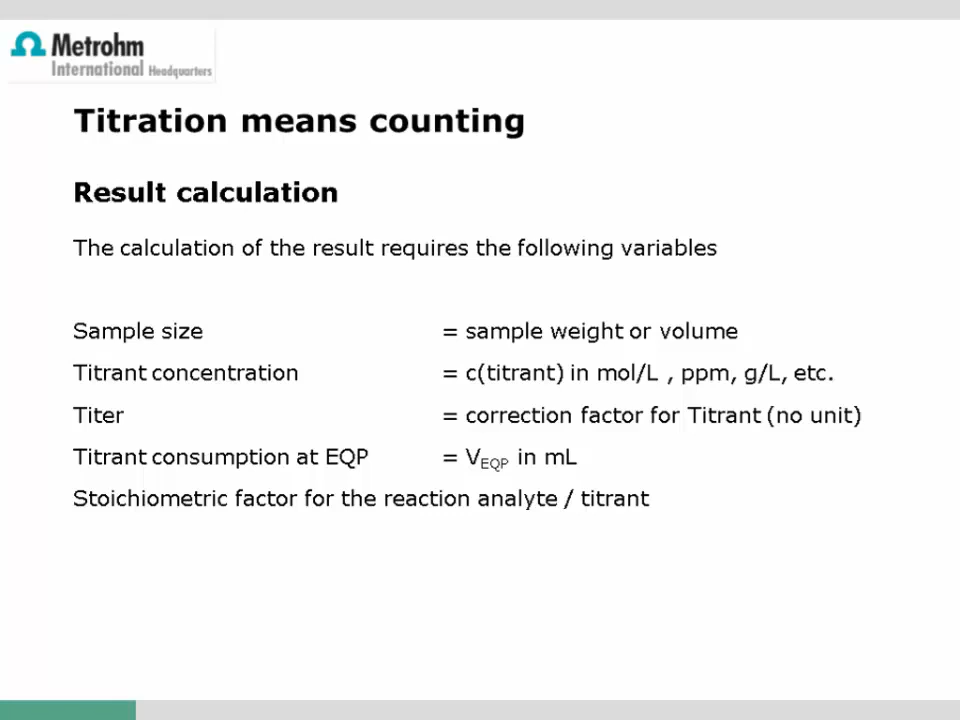 Metrohm
International Headquarters
Titration means counting
Result calculation
The calculation of the result requires the following variables
Sample size = sample weight or volume
Titrant concentration = c(titrant) in mol/L , ppm, g/L, etc.
Titer = correction factor for Titrant (no unit)
Titrant consumption at EQP = VEQP in mL
Stoichiometric factor for the reaction analyte / titrant